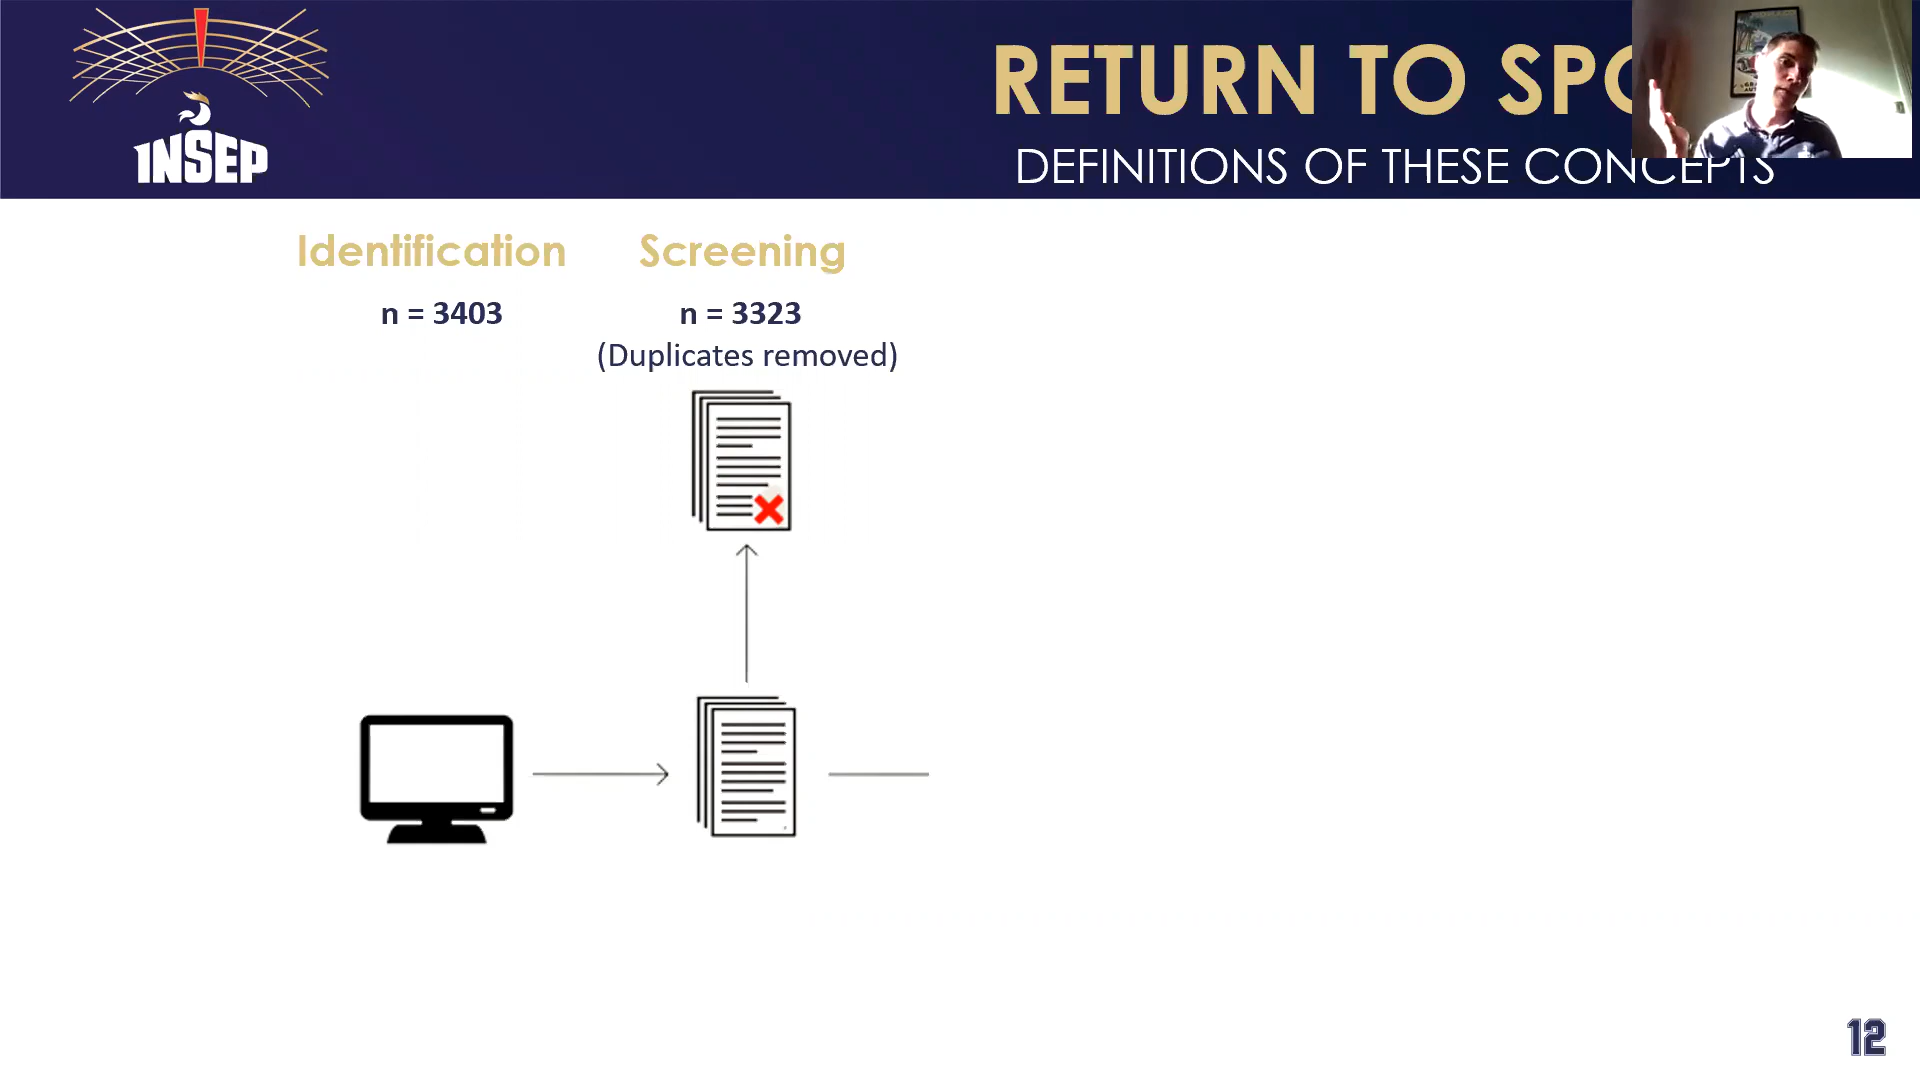 INSEP
RETURN TO SPO
DEFINITIONS OF THESE CONCEPTS
Identification
Screening
n = 3403
n = 3323
(Duplicates removed)
12